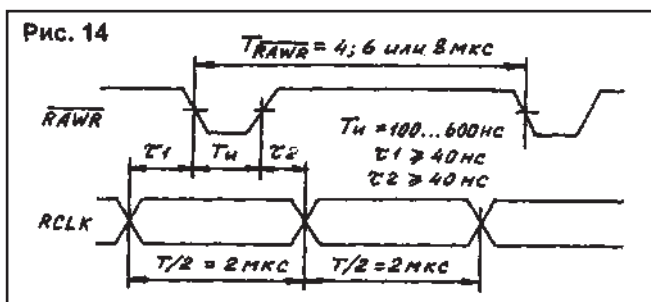 Рис. 14
T RAWR = 4; 6 или 8 мкс
RAWR
Tи = 100...600 нс
τ1 Tи τ2
τ1 ⩾ 40 нс
τ2 ⩾ 40 нс
RCLK
T/2 = 2 мкс T/2 = 2 мкс